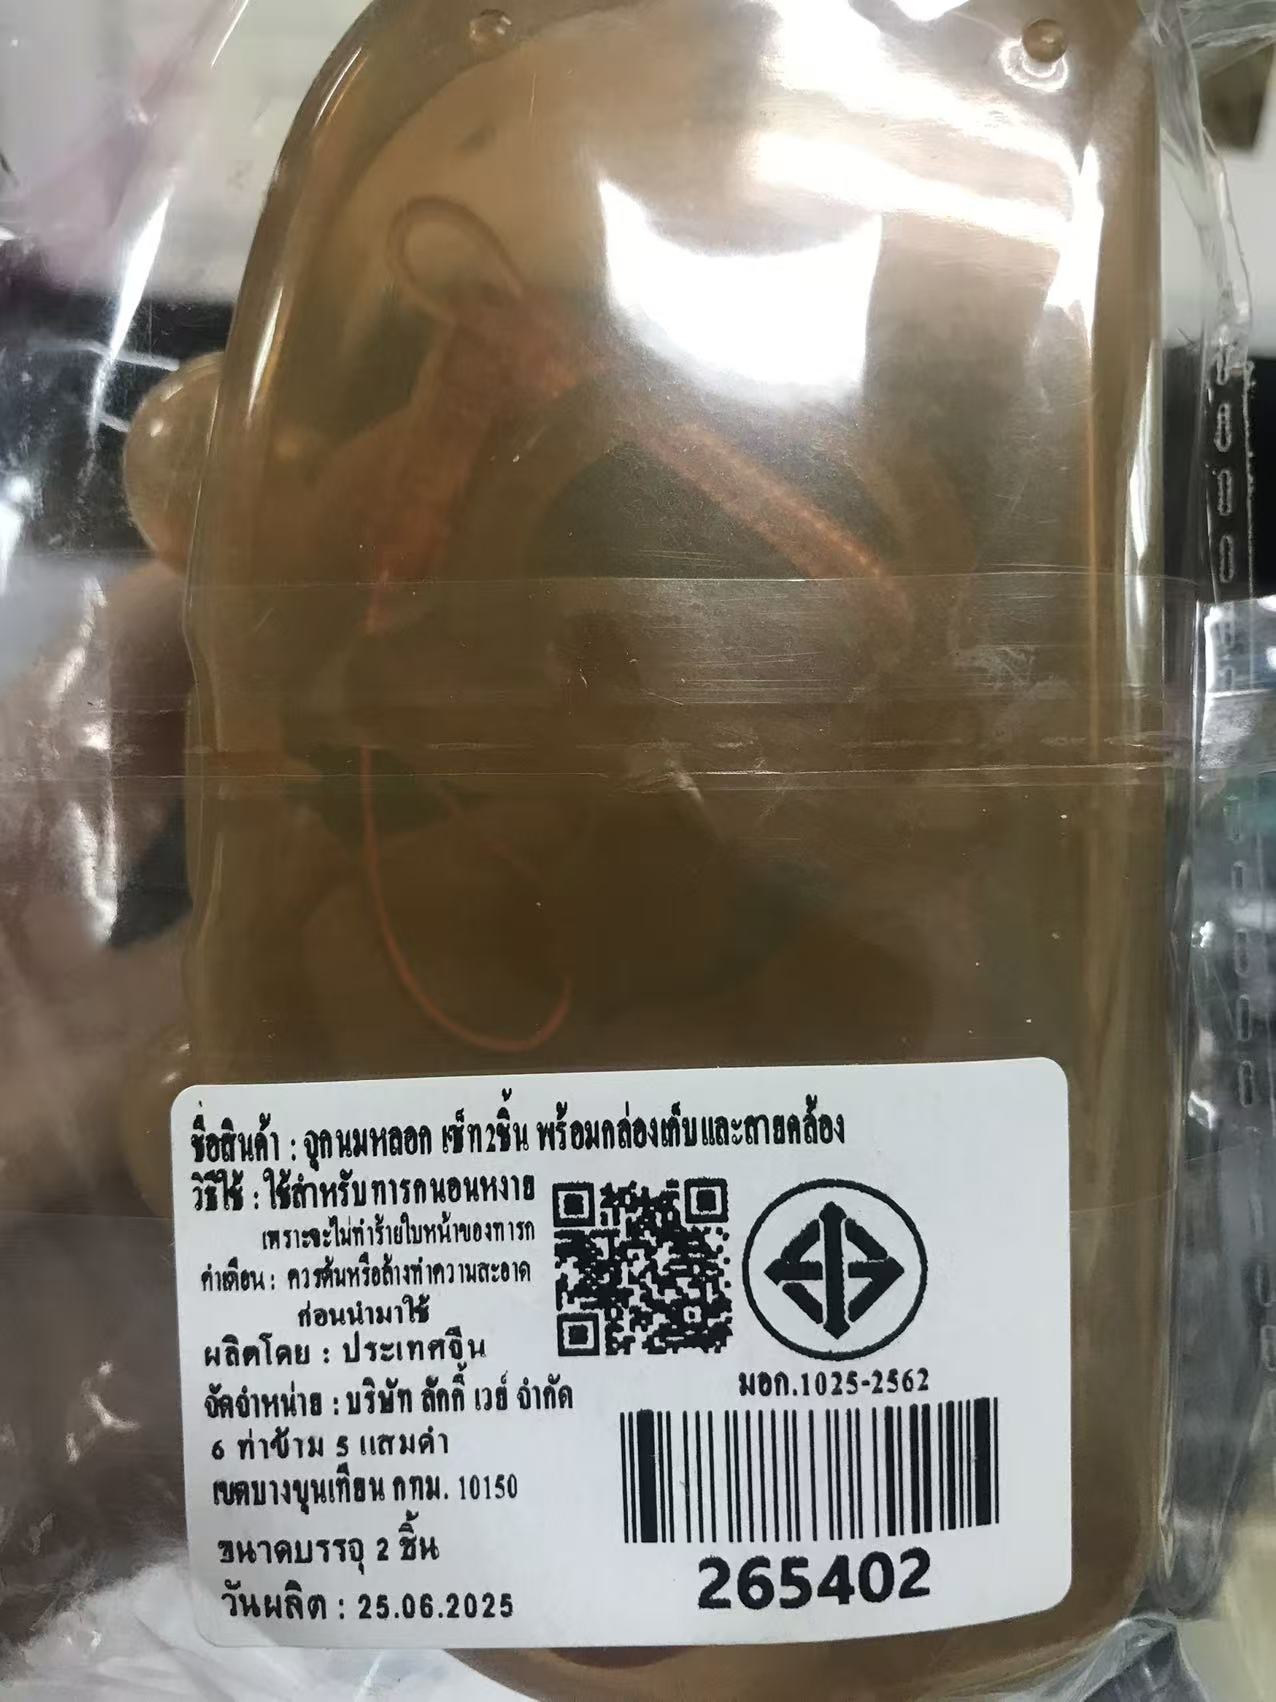 ชื่อสินค้า : จุกนมหลอก เซ็ท2ชิ้น พร้อมกล่องเก็บและสายคล้อง
วิธีใช้ : ใช้สำหรับทารกนอนหงาย
เพราะจะไม่ทำร้ายใบหน้าของทารก
คำเตือน : ควรต้มหรือล้างทำความสะอาด
ก่อนนำมาใช้
ผลิตโดย : ประเทศจีน
จัดจำหน่าย : บริษัท ลักกี้ เวย์ จำกัด
6 ท่าข้าม 5 แสมดำ
เขตบางขุนเทียน กทม. 10150
ขนาดบรรจุ 2 ชิ้น
วันผลิต : 25.06.2025
มอก.1025-2562
265402